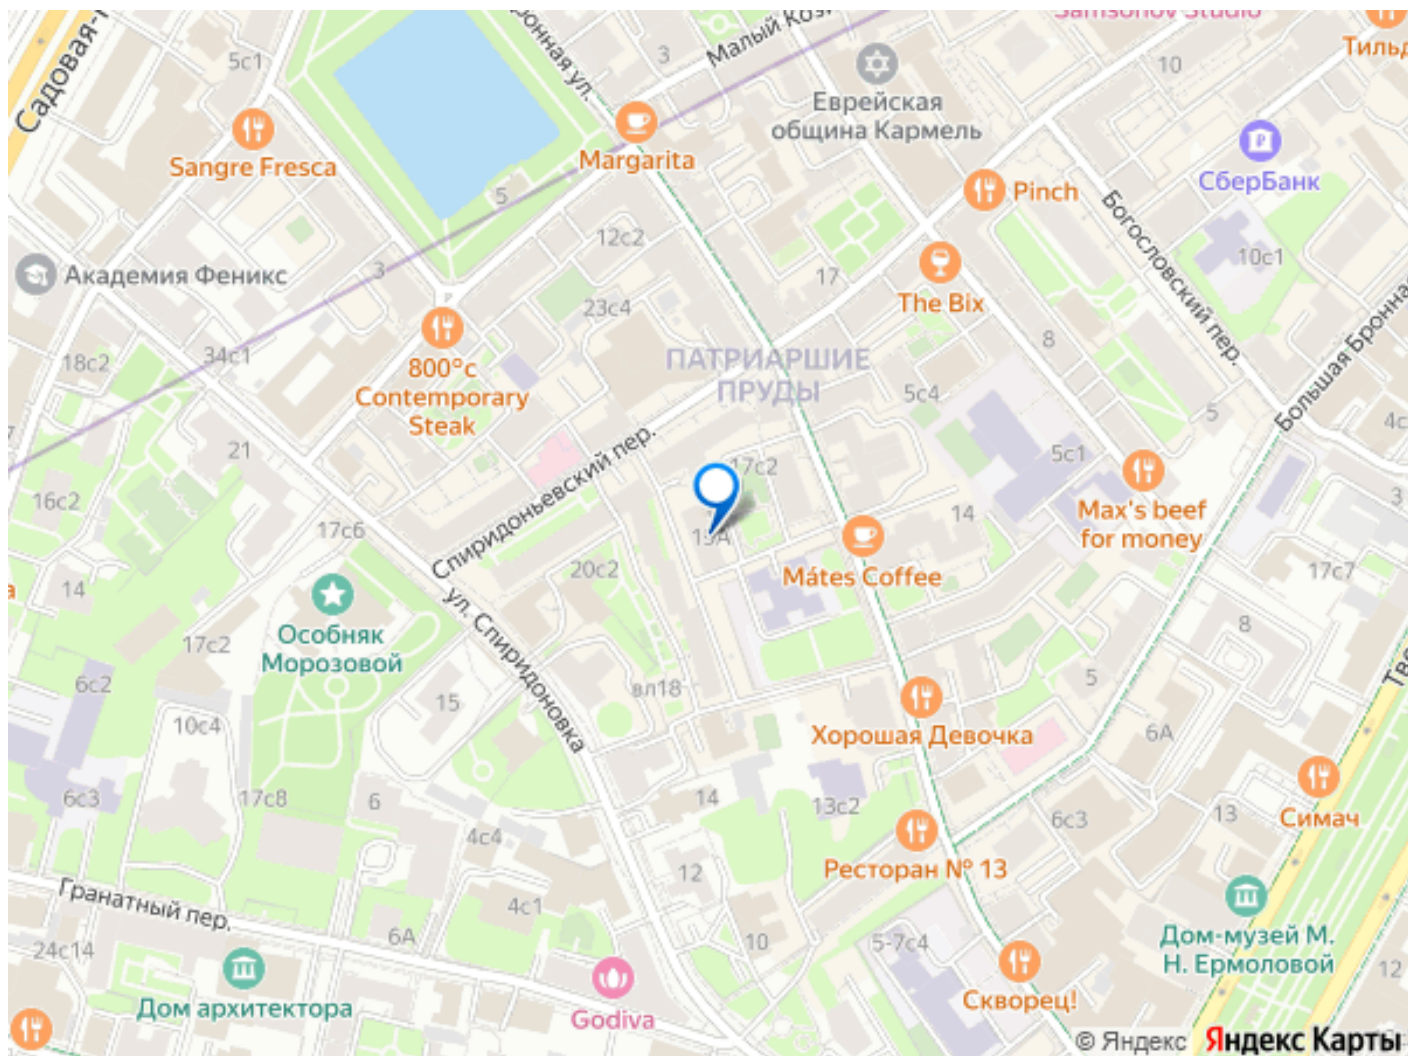 Samsonov Studio
Малый Коз
Садовая-
5с1
3
10
Тильд
Еврейская
община Кармель
Margarita
Sangre Fresca
СберБанк
Pinch
5
12с2
Богословский пер.
10с1
Академия Феникс
3
17
The Bix
23с4
800°c
Contemporary
Steak
18с2
34с1
ПАТРИАРШИЕ
ПРУДЫ
8
5с4
5
Большая Бронна
4с
21
Спиридоньевский пер.
17с2
5с1
16с2
17с6
3
14
Max's beef
for money
Mátes Coffee
20с2
17с7
14
ул. Спиридоновка
Особняк
Морозовой
17с2
8
6с2
15
вл18
5
10с4
Хорошая Девочка
6А
6с3
17с8
6
14
13с2
4с4
6с3
13
Симач
Ресторан № 13
12
Гранатный пер.
4с1
24с14
6А
10
5-7с4
Дом-музей М.
Н. Ермоловой
12
Дом архитектора
Godiva
Скворец!
© Яндекс Яндекс Карты